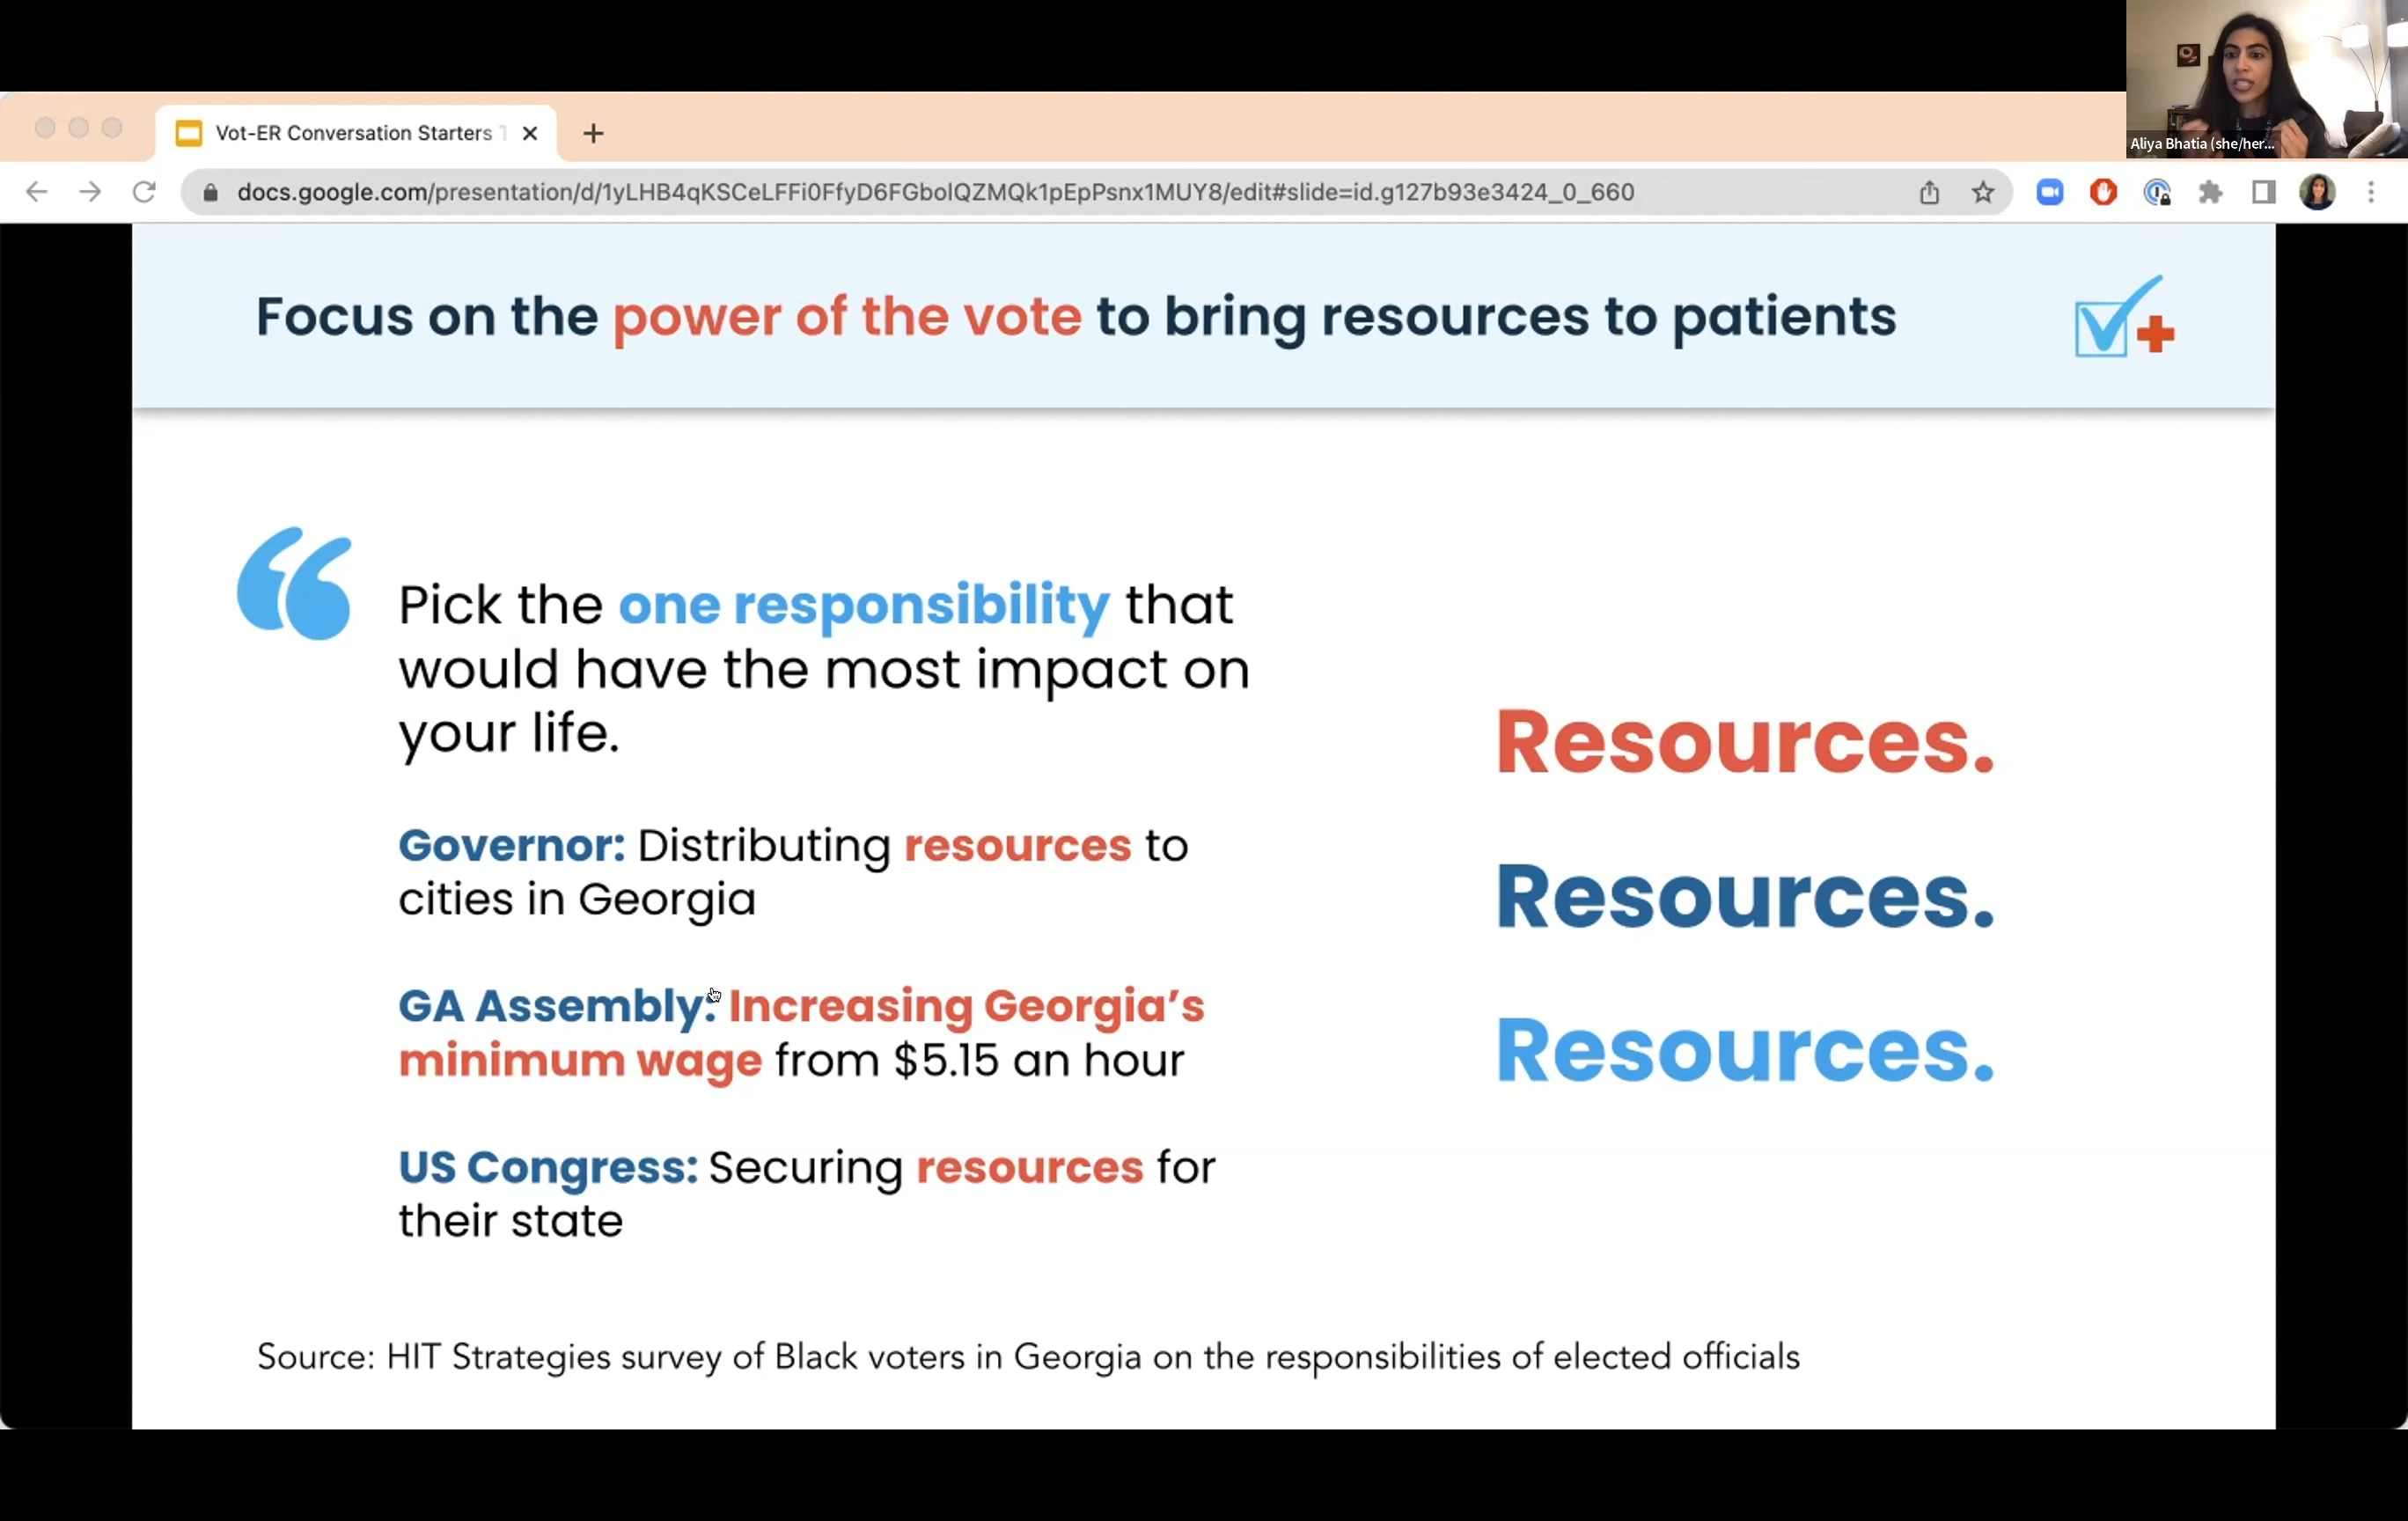 Aliya Bhatia (she/her...
Vot-ER Conversation Starters
docs.google.com/presentation/d/1yLHB4qKSCeLFFi0FfyD6FGbolQZMQk1pEpPsnx1MUY8/edit#slide=id.g127b93e3424_0_660
Focus on the power of the vote to bring resources to patients
Pick the one responsibility that
would have the most impact on
your life.
Governor: Distributing resources to
cities in Georgia
GA Assembly: Increasing Georgia’s
minimum wage from $5.15 an hour
US Congress: Securing resources for
their state
Resources.
Resources.
Resources.
Source: HIT Strategies survey of Black voters in Georgia on the responsibilities of elected officials